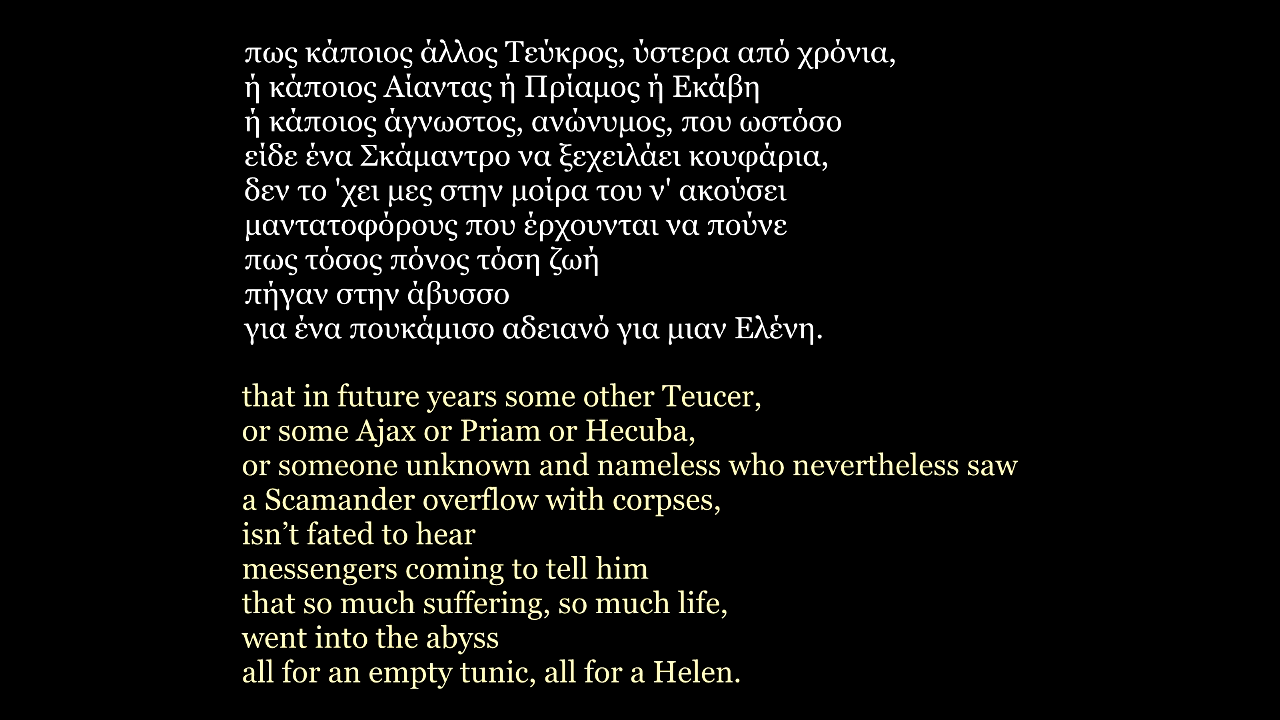 πως κάποιος άλλος Τεύκρος, ύστερα από χρόνια,
ή κάποιος Αίαντας ή Πρίαμος ή Εκάβη
ή κάποιος άγνωστος, ανώνυμος, που ωστόσο
είδε ένα Σκάμαντρο να ξεχειλάει κουφάρια,
δεν το 'χει μες στην μοίρα του ν' ακούσει
μαντατοφόρους που έρχουνται να πούνε
πως τόσος πόνος τόση ζωή
πήγαν στην άβυσσο
για ένα πουκάμισο αδειανό για μιαν Ελένη.
that in future years some other Teucer,
or some Ajax or Priam or Hecuba,
or someone unknown and nameless who nevertheless saw
a Scamander overflow with corpses,
isn’t fated to hear
messengers coming to tell him
that so much suffering, so much life,
went into the abyss
all for an empty tunic, all for a Helen.